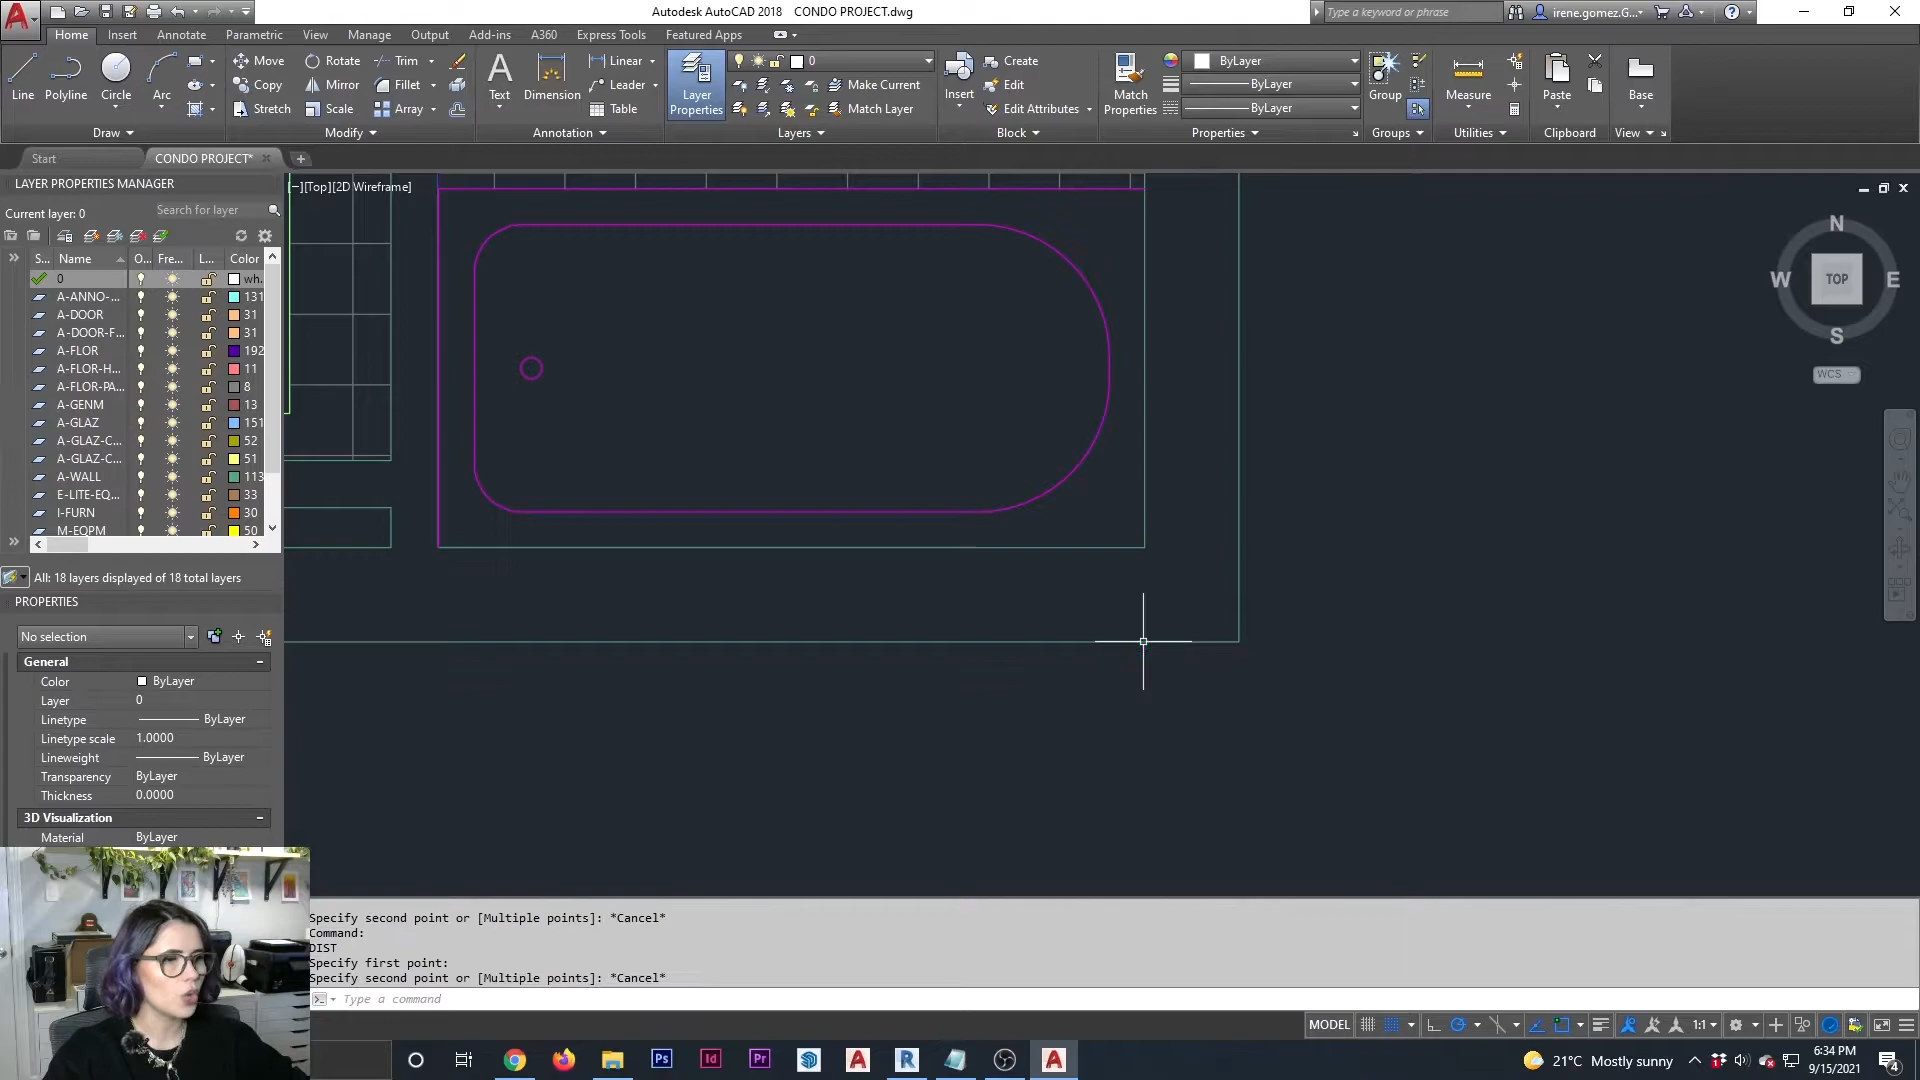 Autodesk AutoCAD 2018 CONDO PROJECT.dwg
Type a keyword or phrase
irene.gomez.G...
Home Insert Annotate Parametric View Manage Output Add-ins A360 Express Tools Featured Apps
Line Polyline Circle Arc
Draw
Move Rotate Trim
Copy Mirror Fillet
Stretch Scale Array
Modify
Text Dimension
Linear
Leader
Table
Annotation
Layer Properties
0
Make Current
Match Layer
Layers
Insert
Create
Edit
Edit Attributes
Block
Match Properties
ByLayer
ByLayer
ByLayer
Properties
Group
Groups
Measure
Utilities
Paste
Clipboard
Base
View
Start CONDO PROJECT*
LAYER PROPERTIES MANAGER
Current layer: 0
Search for layer
S... Name O... Fre... L... Color
0 wh.
A-ANNO-... 131
A-DOOR 31
A-DOOR-F... 31
A-FLOR 192
A-FLOR-H... 11
A-FLOR-PA... 8
A-GENM 13
A-GLAZ 151
A-GLAZ-C... 52
A-GLAZ-C... 51
A-WALL 113
E-LITE-EQ... 33
I-FURN 30
M-EQPM 50
All: 18 layers displayed of 18 total layers
PROPERTIES
No selection
General
Color ByLayer
Layer 0
Linetype ByLayer
Linetype scale 1.0000
Lineweight ByLayer
Transparency ByLayer
Thickness 0.0000
3D Visualization
Material ByLayer
[−][Top][2D Wireframe]
N
W TOP E
S
WCS
Specify second point or [Multiple points]: *Cancel*
Command:
DIST
Specify first point:
Specify second point or [Multiple points]: *Cancel*
Type a command
MODEL 1:1
Ps Id Pr A R A
21°C Mostly sunny
6:34 PM
9/15/2021
4